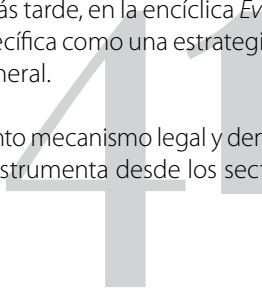 ás tarde, en la encíclica Ev
ecífica como una estrategi
neral.
nto mecanismo legal y der
strumenta desde los sect
41